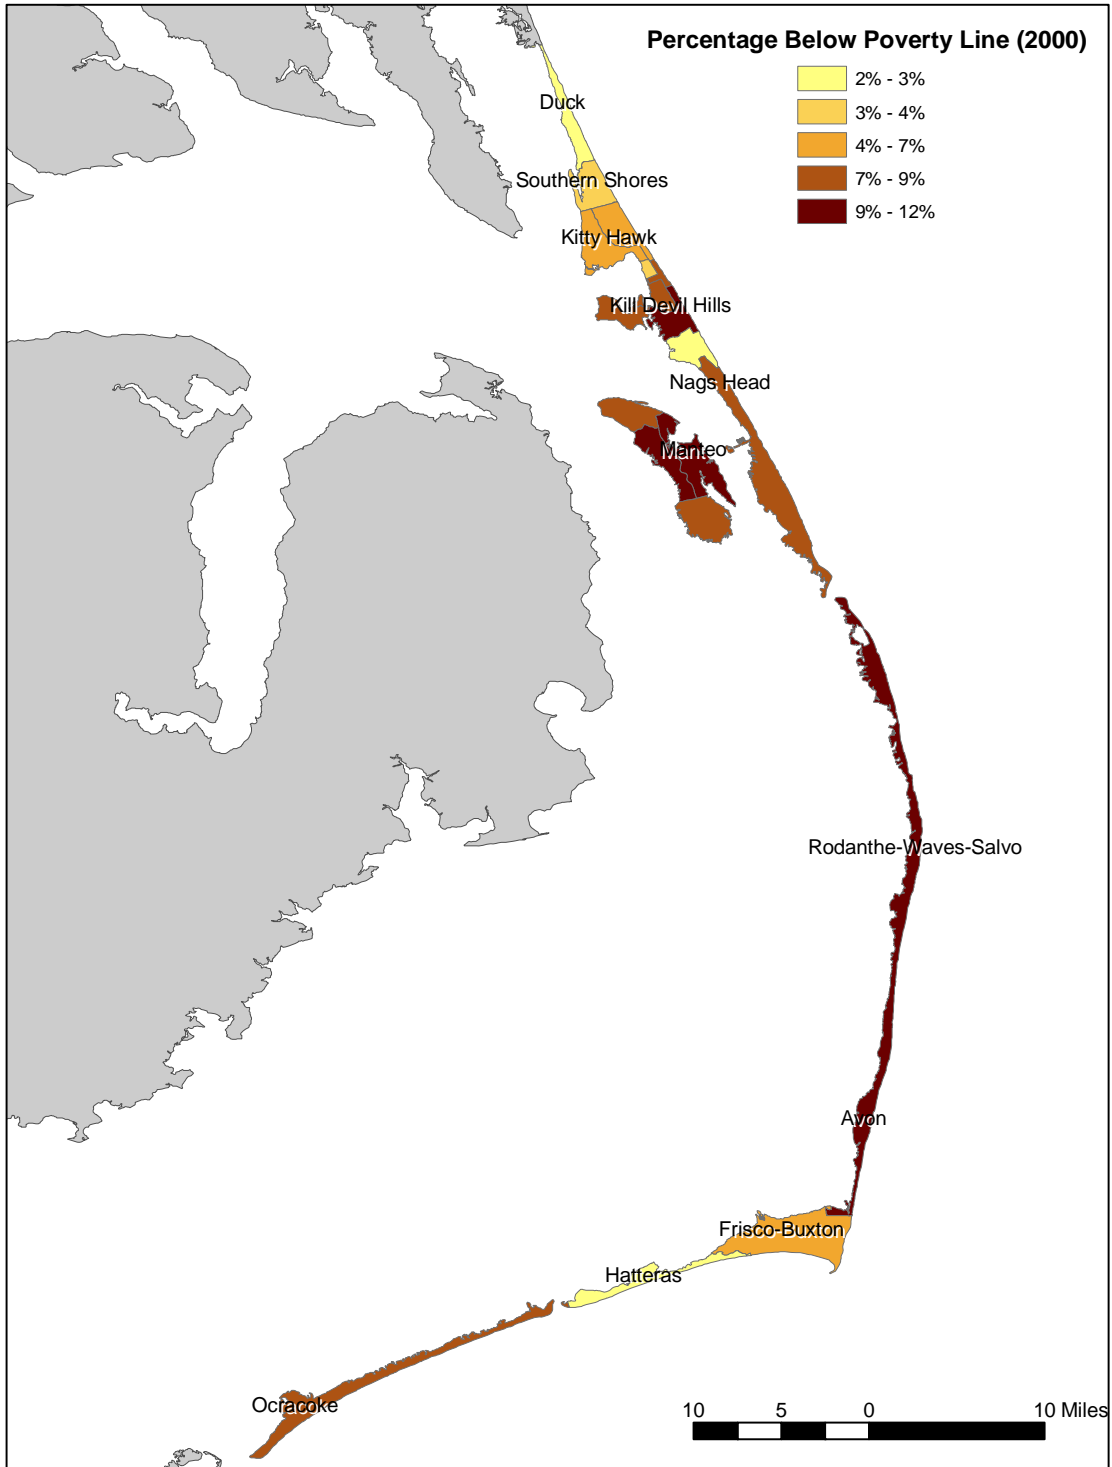 Percentage Below Poverty Line (2000)
2% - 3%
3% - 4%
4% - 7%
7% - 9%
9% - 12%
Duck
Southern Shores
Kitty Hawk
Kill Devil Hills
Nags Head
Manteo
Rodanthe-Waves-Salvo
Avon
Frisco-Buxton
Hatteras
Ocracoke
10 5 0 10 Miles